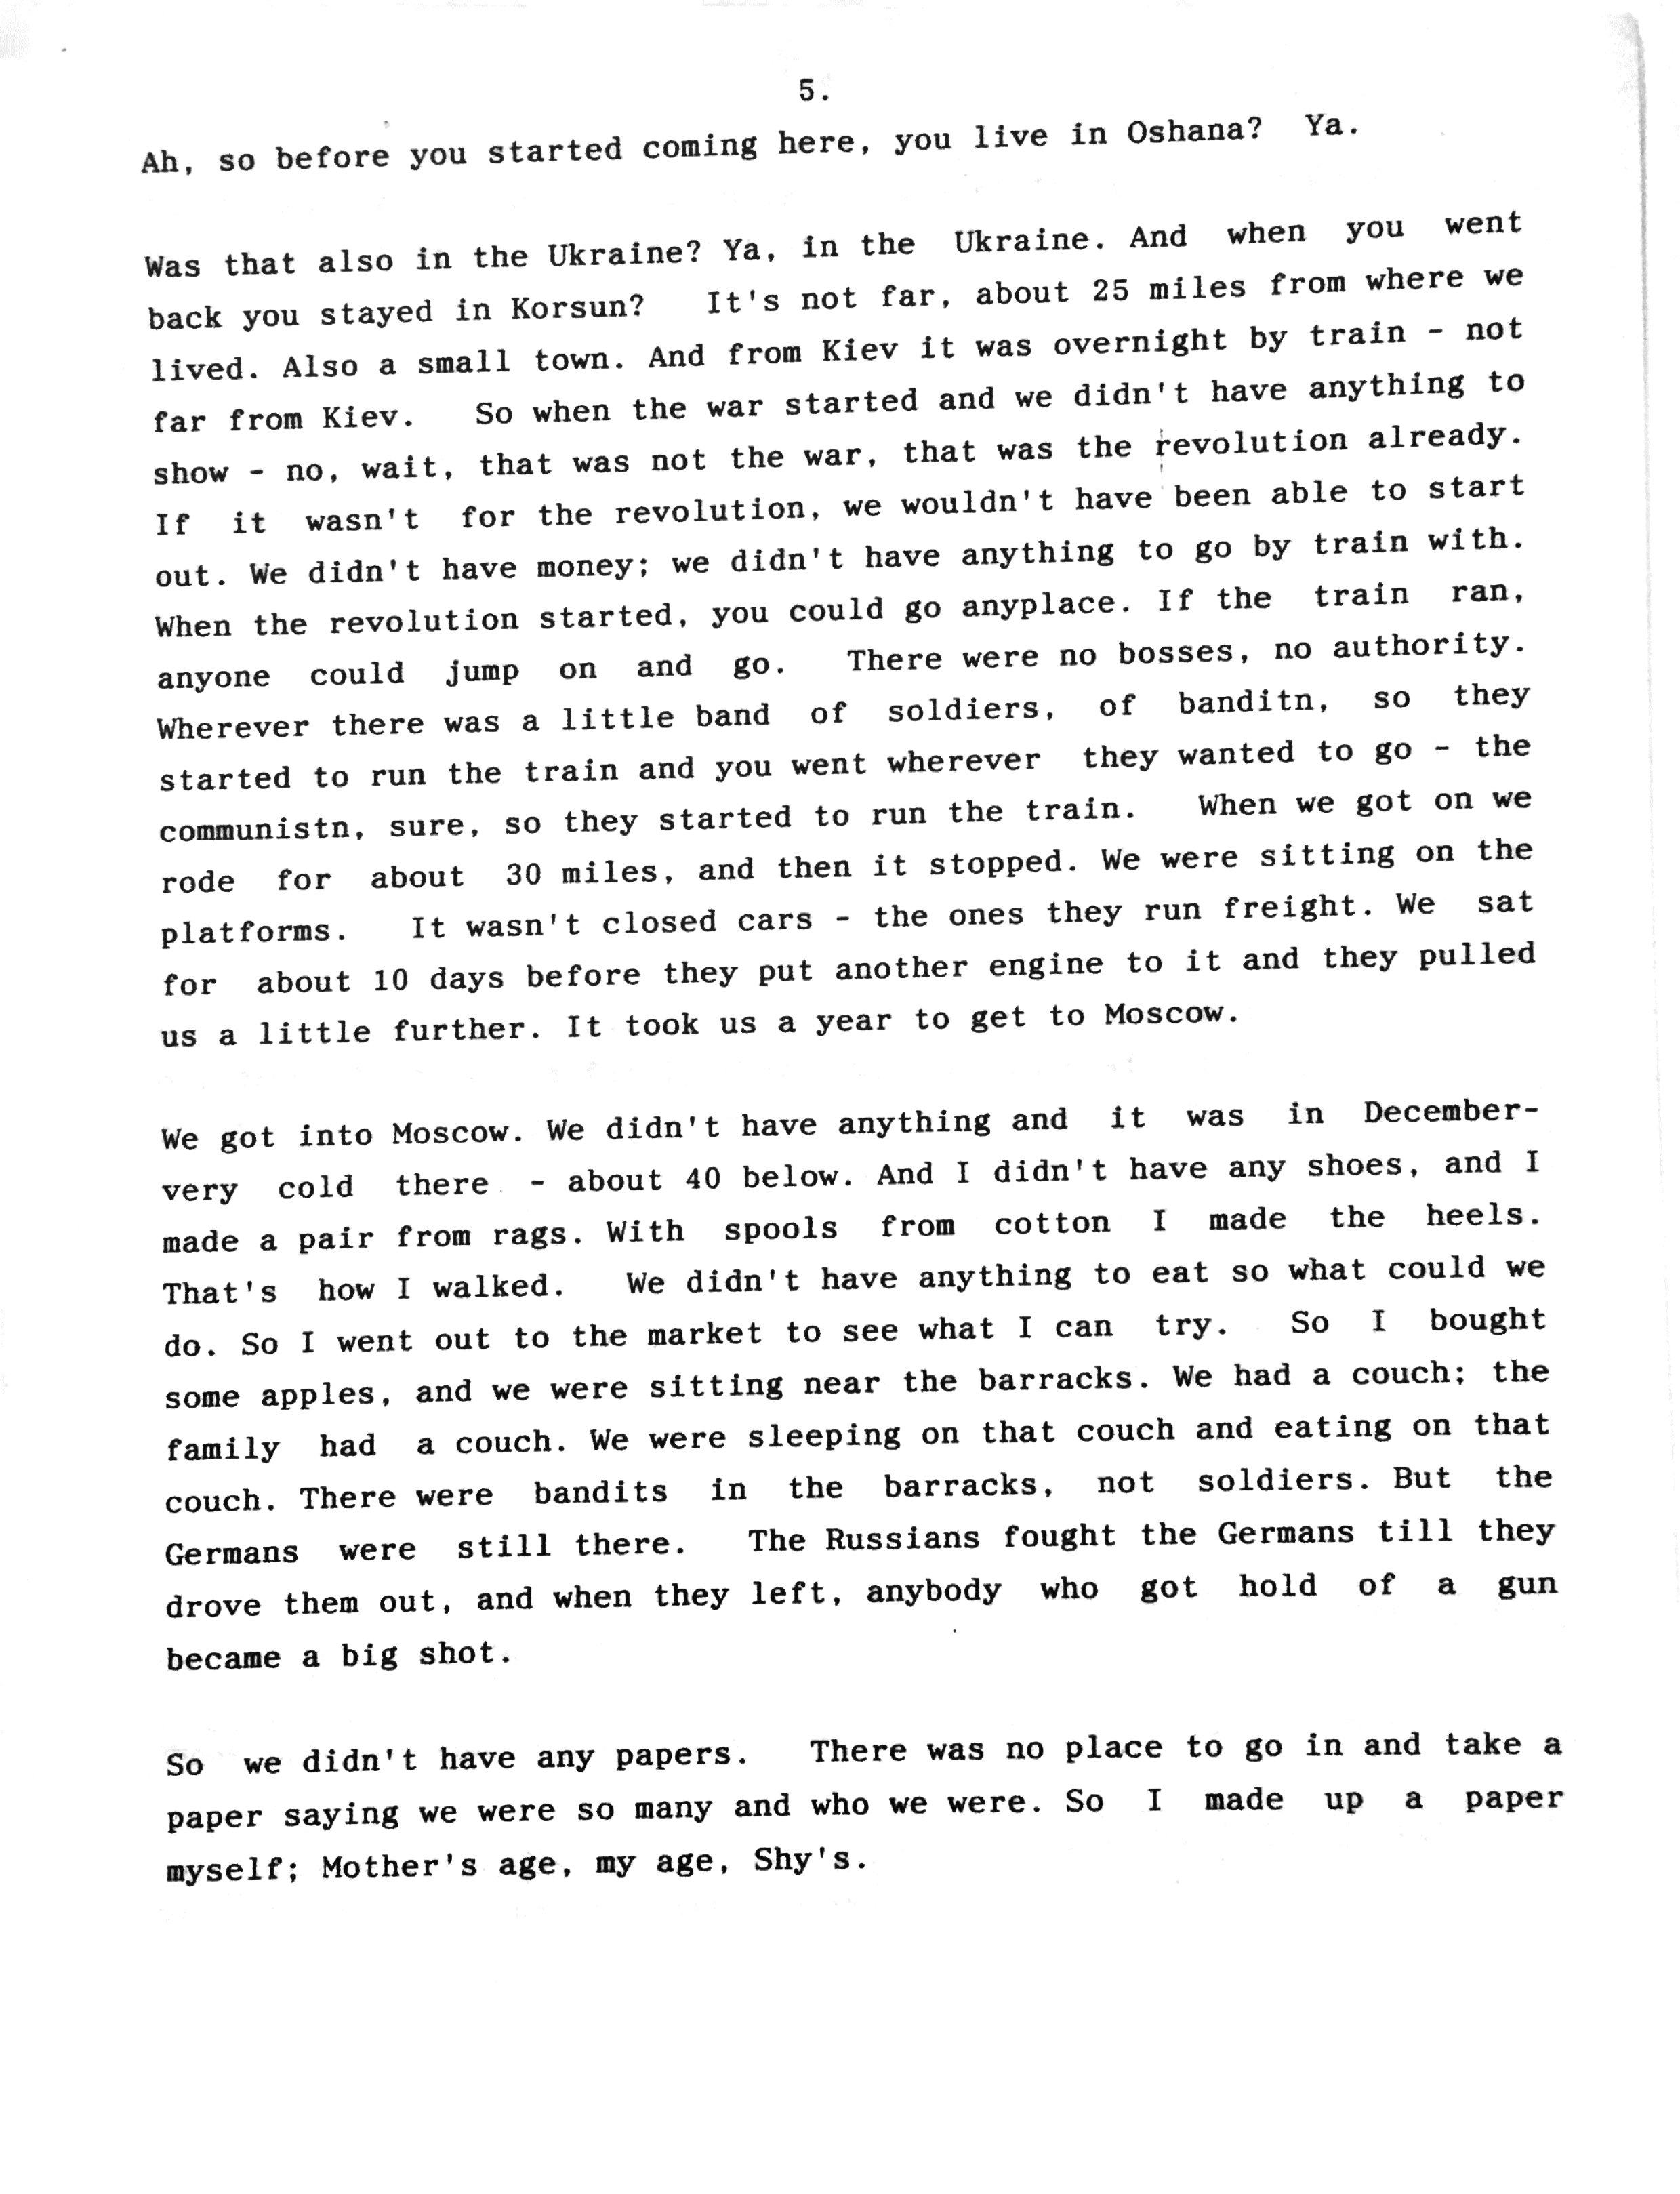 5.
Ah, so before you started coming here, you live in Oshana? Ya.
Was that also in the Ukraine? Ya, in the Ukraine. And when you went
back you stayed in Korsun? It's not far, about 25 miles from where we
lived. Also a small town. And from Kiev it was overnight by train - not
far from Kiev. So when the war started and we didn't have anything to
show - no, wait, that was not the war, that was the revolution already.
If it wasn't for the revolution, we wouldn't have been able to start
out. We didn't have money; we didn't have anything to go by train with.
When the revolution started, you could go anyplace. If the train ran,
anyone could jump on and go. There were no bosses, no authority.
Wherever there was a little band of soldiers, of banditn, so they
started to run the train and you went wherever they wanted to go - the
communistn, sure, so they started to run the train. When we got on we
rode for about 30 miles, and then it stopped. We were sitting on the
platforms. It wasn't closed cars - the ones they run freight. We sat
for about 10 days before they put another engine to it and they pulled
us a little further. It took us a year to get to Moscow.
We got into Moscow. We didn't have anything and it was in December-
very cold there - about 40 below. And I didn't have any shoes, and I
made a pair from rags. With spools from cotton I made the heels.
That's how I walked. We didn't have anything to eat so what could we
do. So I went out to the market to see what I can try. So I bought
some apples, and we were sitting near the barracks. We had a couch; the
family had a couch. We were sleeping on that couch and eating on that
couch. There were bandits in the barracks, not soldiers. But the
Germans were still there. The Russians fought the Germans till they
drove them out, and when they left, anybody who got hold of a gun
became a big shot.
So we didn't have any papers. There was no place to go in and take a
paper saying we were so many and who we were. So I made up a paper
myself; Mother's age, my age, Shy's.